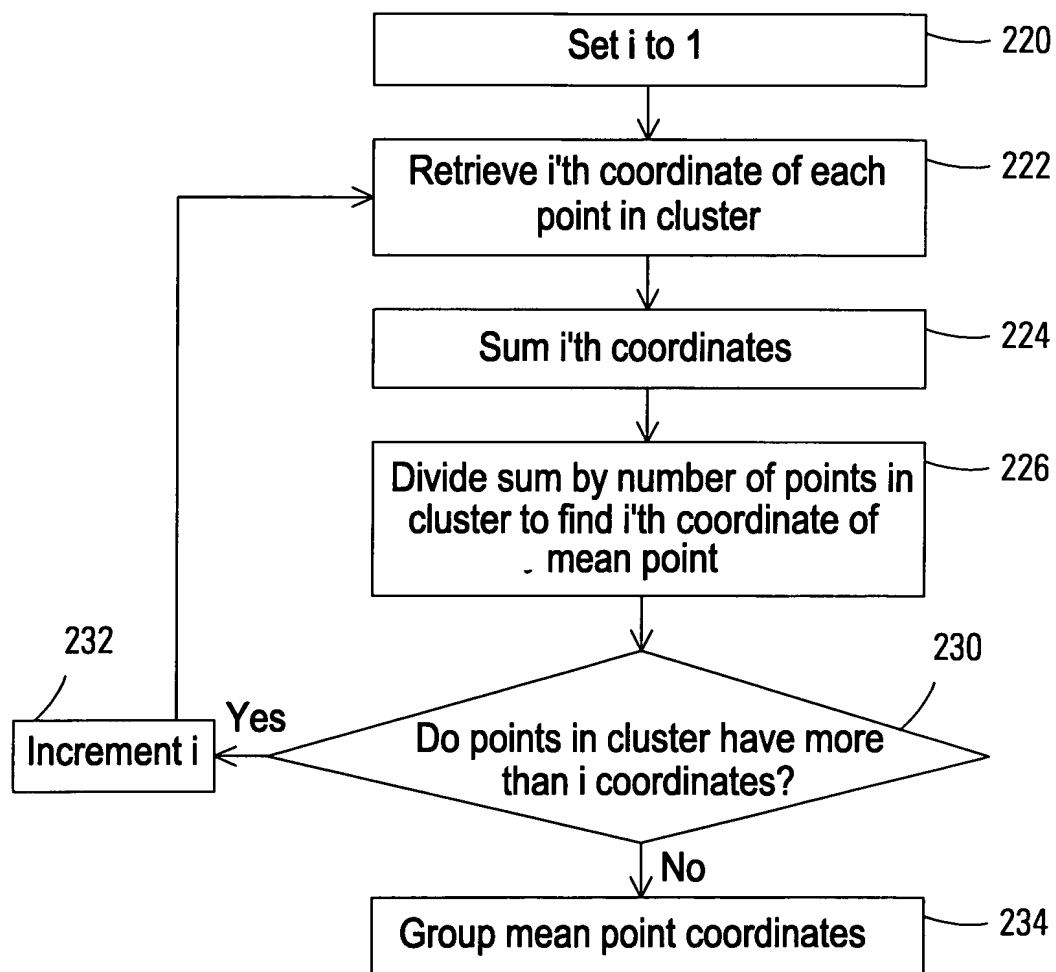 Set i to 1
220
Retrieve i'th coordinate of each
point in cluster
222
Sum i'th coordinates
224
Divide sum by number of points in
cluster to find i'th coordinate of
mean point
226
232
230
Increment i
Yes
Do points in cluster have more
than i coordinates?
No
Group mean point coordinates
234